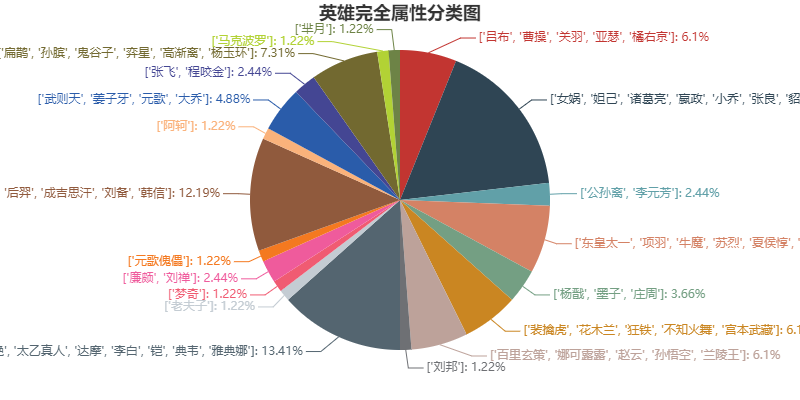 英雄完全属性分类图
['芈月']: 1.22%
['马克波罗']: 1.22%
扁鹊', '孙膑', '鬼谷子', '弈星', '高渐离', '杨玉环']: 7.31%
['张飞', '程咬金']: 2.44%
['武则天', '姜子牙', '元歌', '大乔']: 4.88%
['阿轲']: 1.22%
'后羿', '成吉思汗', '刘备', '韩信']: 12.19%
['元歌傀儡']: 1.22%
['廉颇', '刘禅']: 2.44%
['梦奇']: 1.22%
['老夫子']: 1.22%
', '太乙真人', '达摩', '李白', '铠', '典韦', '雅典娜']: 13.41%
['吕布', '曹操', '关羽', '亚瑟', '橘右京']: 6.1%
['女娲', '妲己', '诸葛亮', '嬴政', '小乔', '张良', '貂
['公孙离', '李元芳']: 2.44%
['东皇太一', '项羽', '牛魔', '苏烈', '夏侯惇', '
['杨戬', '墨子', '庄周']: 3.66%
['裴擒虎', '花木兰', '狂铁', '不知火舞', '宫本武藏']: 6.1
['百里玄策', '娜可露露', '赵云', '孙悟空', '兰陵王']: 6.1%
['刘邦']: 1.22%